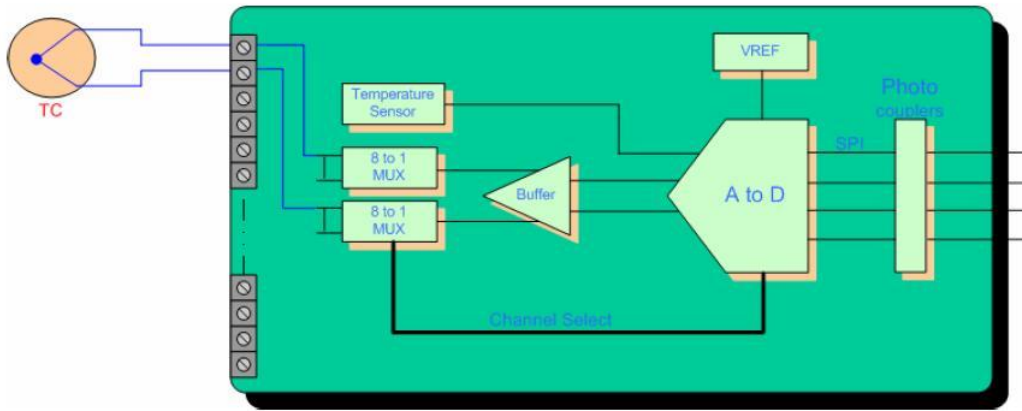 TC
Temperature
Sensor
8 to 1
MUX
8 to 1
MUX
Buffer
VREF
A to D
SPI
Photo
couplers
Channel Select